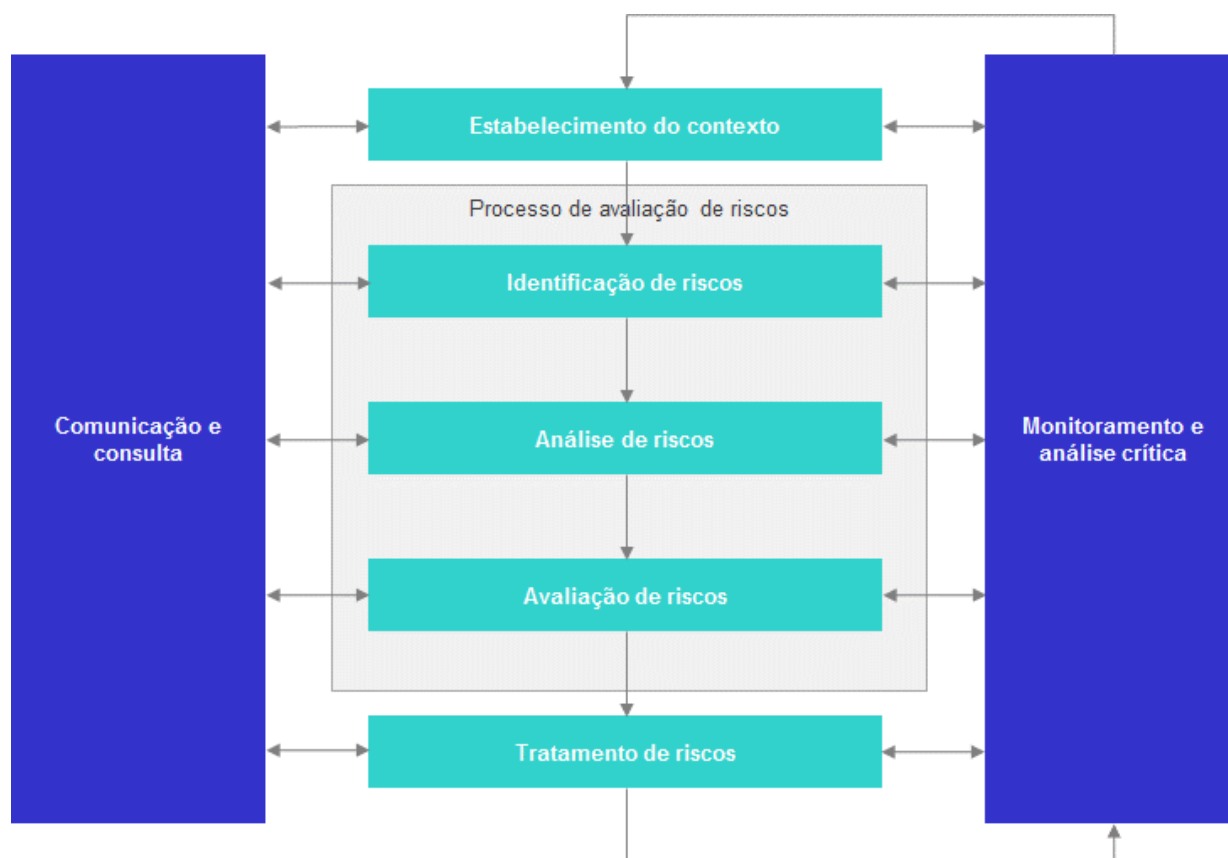 Estabelecimento do contexto
Processo de avaliação de riscos
Identificação de riscos
Comunicação e
consulta
Análise de riscos
Monitoramento e
análise crítica
Avaliação de riscos
Tratamento de riscos